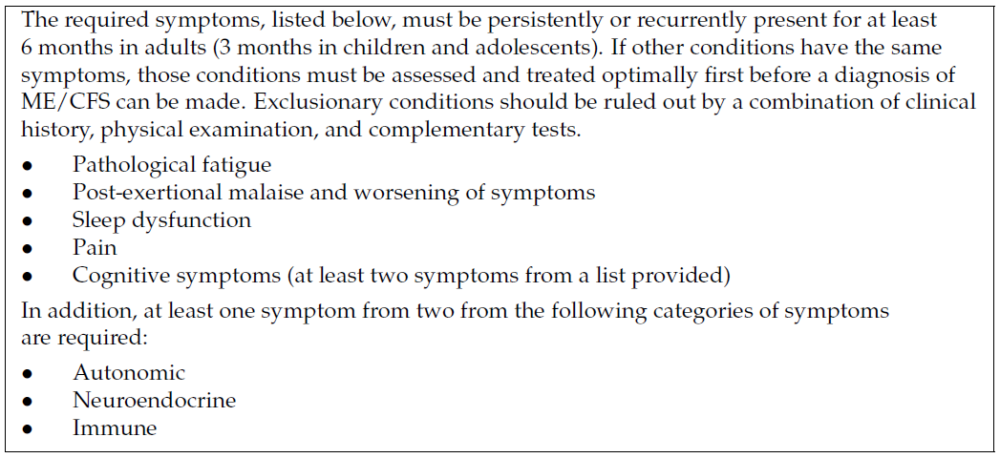 The required symptoms, listed below, must be persistently or recurrently present for at least
6 months in adults (3 months in children and adolescents). If other conditions have the same
symptoms, those conditions must be assessed and treated optimally first before a diagnosis of
ME/CFS can be made. Exclusionary conditions should be ruled out by a combination of clinical
history, physical examination, and complementary tests.
● Pathological fatigue
● Post-exertional malaise and worsening of symptoms
● Sleep dysfunction
● Pain
● Cognitive symptoms (at least two symptoms from a list provided)
In addition, at least one symptom from two from the following categories of symptoms
are required:
● Autonomic
● Neuroendocrine
● Immune